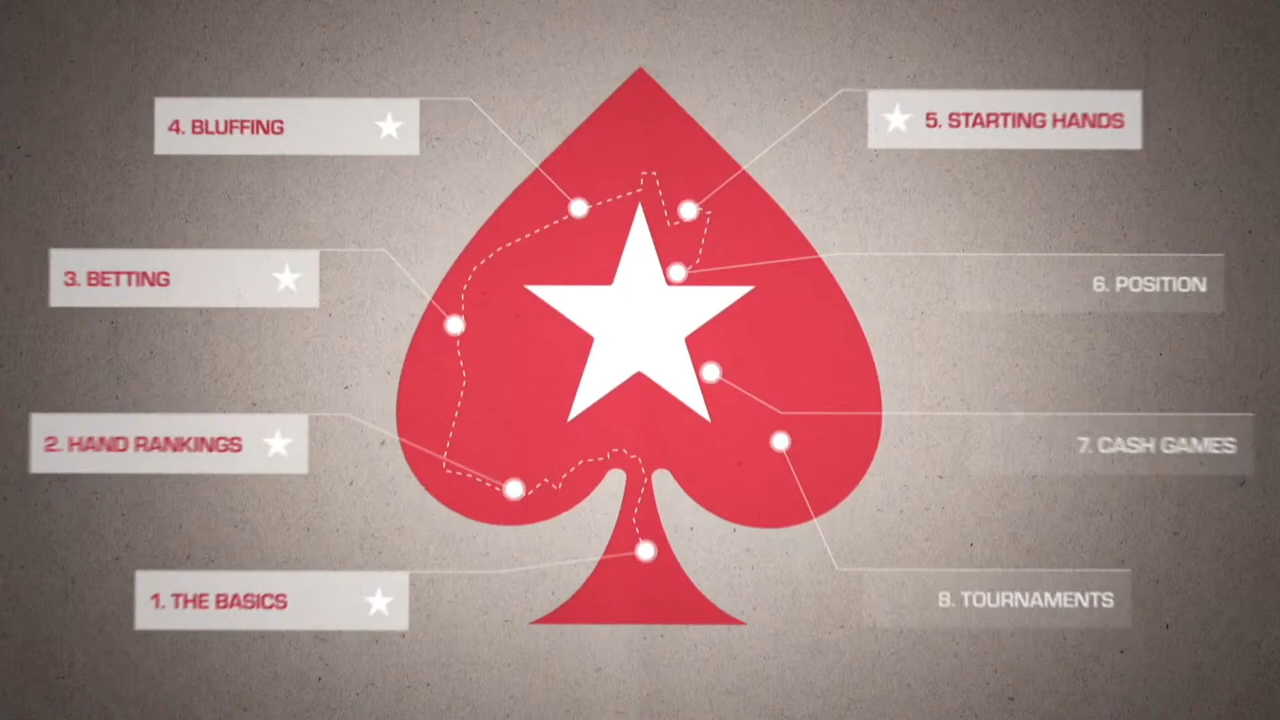 4. BLUFFING
5. STARTING HANDS
3. BETTING
6. POSITION
2. HAND RANKINGS
7. CASH GAMES
1. THE BASICS
8. TOURNAMENTS